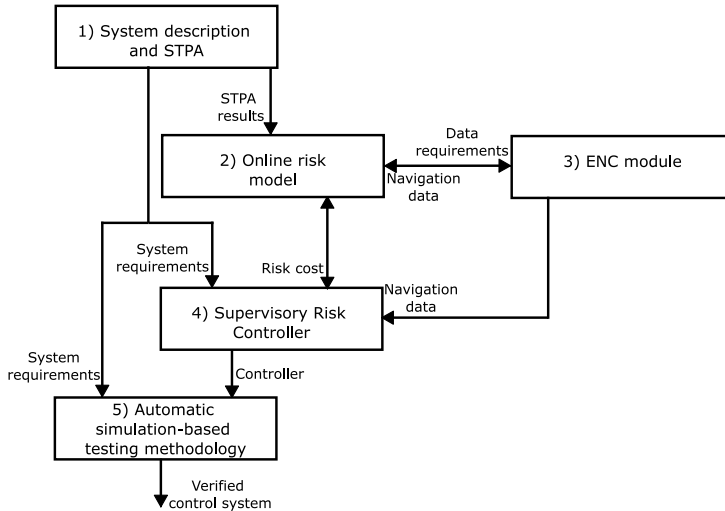 1) System description
and STPA
STPA
results
2) Online risk
model
Data
requirements
Navigation
data
3) ENC module
System
requirements
Risk cost
Navigation
data
4) Supervisory Risk
Controller
System
requirements
Controller
5) Automatic
simulation-based
testing methodology
Verified
control system